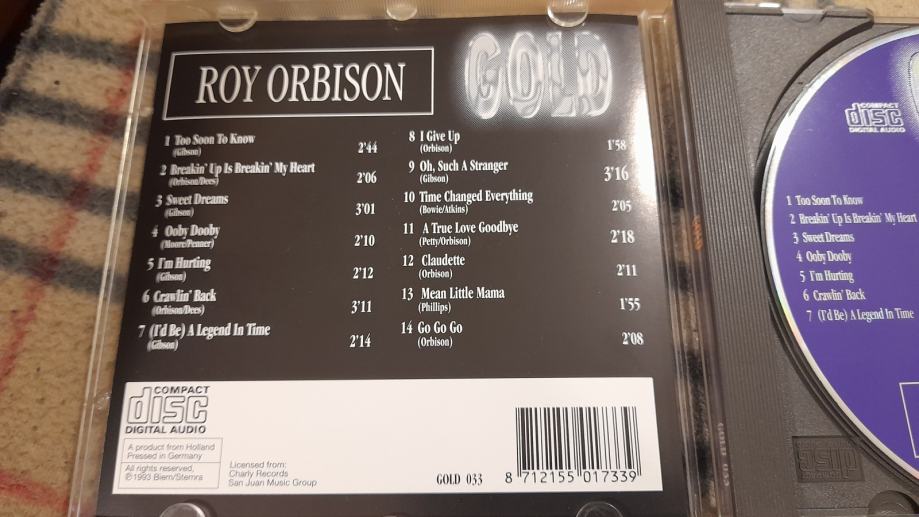 ROY ORBISON
GOLD
1 Too Soon To Know 2'44
(Gibson)
2 Breakin' Up Is Breakin' My Heart 2'06
(Orbison/Dees)
3 Sweet Dreams 3'01
(Gibson)
4 Ooby Dooby 2'10
(Moore/Penner)
5 I'm Hurting 2'12
(Gibson)
6 Crawlin' Back 3'11
(Orbison/Dees)
7 (I'd Be) A Legend In Time 2'14
(Gibson)
8 I Give Up 1'58
(Orbison)
9 Oh, Such A Stranger 3'16
(Gibson)
10 Time Changed Everything 2'05
(Bowie/Atkins)
11 A True Love Goodbye 2'18
(Petty/Orbison)
12 Claudette 2'11
(Orbison)
13 Mean Little Mama 1'55
(Phillips)
14 Go Go Go 2'08
(Orbison)
COMPACT
disc
DIGITAL AUDIO
A product from Holland
Pressed in Germany
All rights reserved,
℗1993 Biem/Stemra
Licensed from:
Charly Records
San Juan Music Group
GOLD 033
8 712155 017339
COMPACT
disc
DIGITAL AUDIO
1 Too Soon To Know
2 Breakin' Up Is Breakin' My Heart
3 Sweet Dreams
4 Ooby Dooby
5 I'm Hurting
6 Crawlin' Back
7 (I'd Be) A Legend In Time
GOLD 033
disc